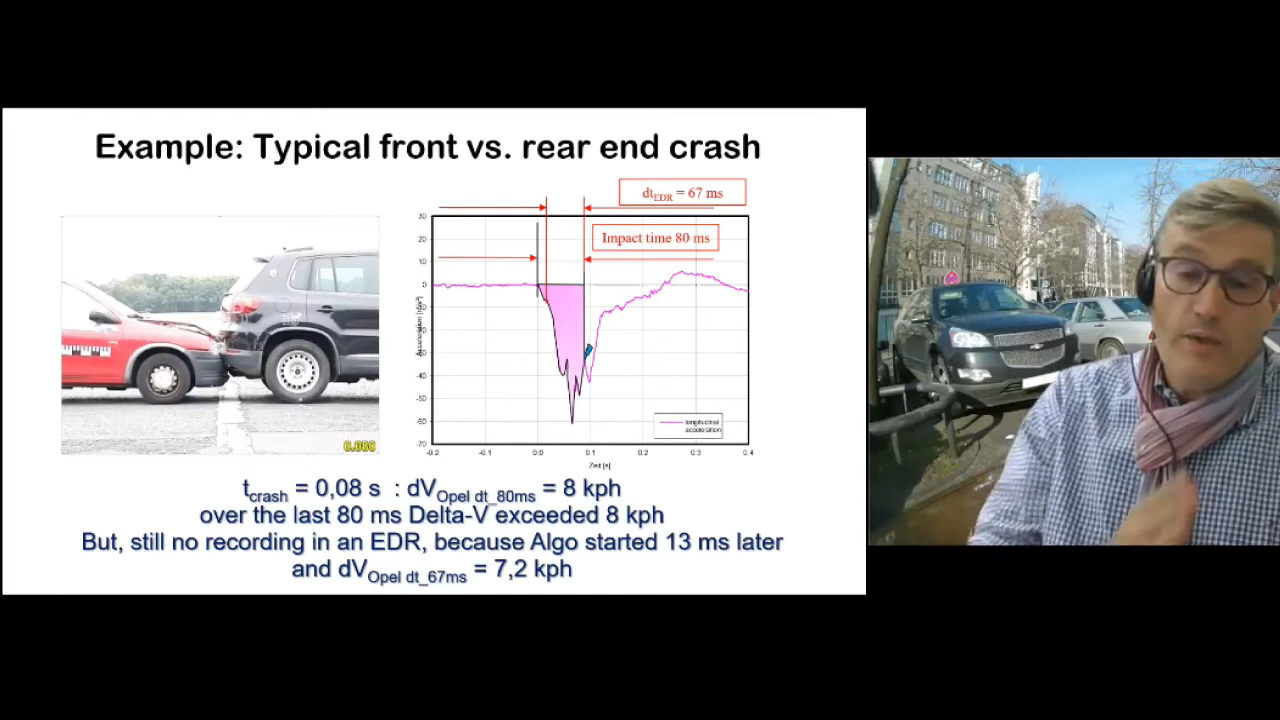 Example: Typical front vs. rear end crash
dtEDR = 67 ms
Impact time 80 ms
30
20
10
0
-10
-20
-30
-40
-50
-60
-70
-0.2
-0.1
0.0
0.1
0.2
0.3
0.4
Zeit [s]
longitudinal
acceleration
0.080
tcrash = 0,08 s : dVOpel dt_80ms = 8 kph
over the last 80 ms Delta-V exceeded 8 kph
But, still no recording in an EDR, because Algo started 13 ms later
and dVOpel dt_67ms = 7,2 kph